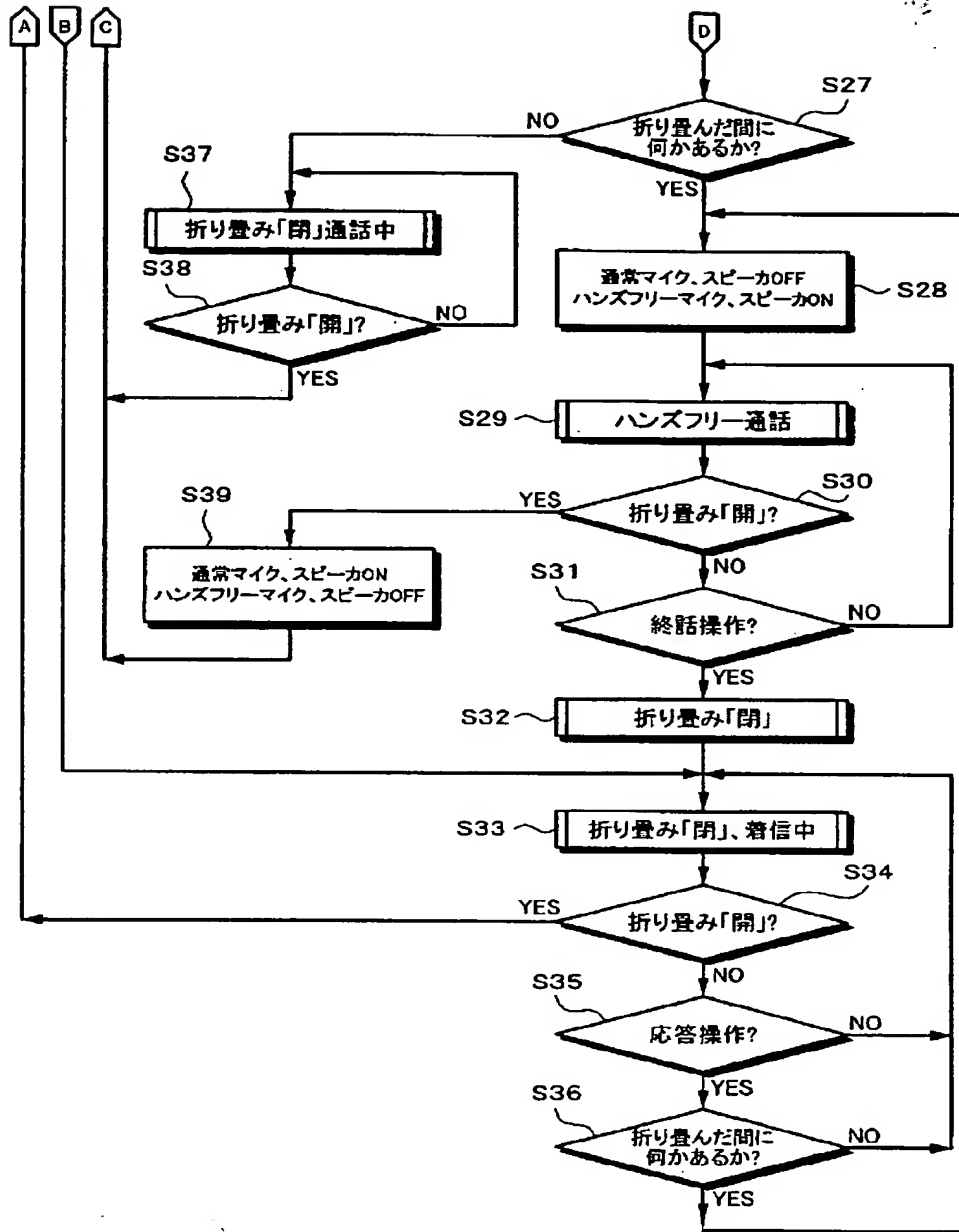 A
B
C
D
S27
折り畳んだ間に
何かあるか?
NO
YES
S37
折り畳み「閉」通話中
S38
折り畳み「開」?
NO
YES
通常マイク、スピーカOFF
ハンズフリーマイク、スピーカON
S28
S29
ハンズフリー通話
S30
折り畳み「開」?
YES
NO
S39
通常マイク、スピーカON
ハンズフリーマイク、スピーカOFF
S31
終話操作?
NO
YES
S32
折り畳み「閉」
S33
折り畳み「閉」、着信中
S34
折り畳み「開」?
YES
NO
S35
応答操作?
NO
YES
S36
折り畳んだ間に
何かあるか?
NO
YES